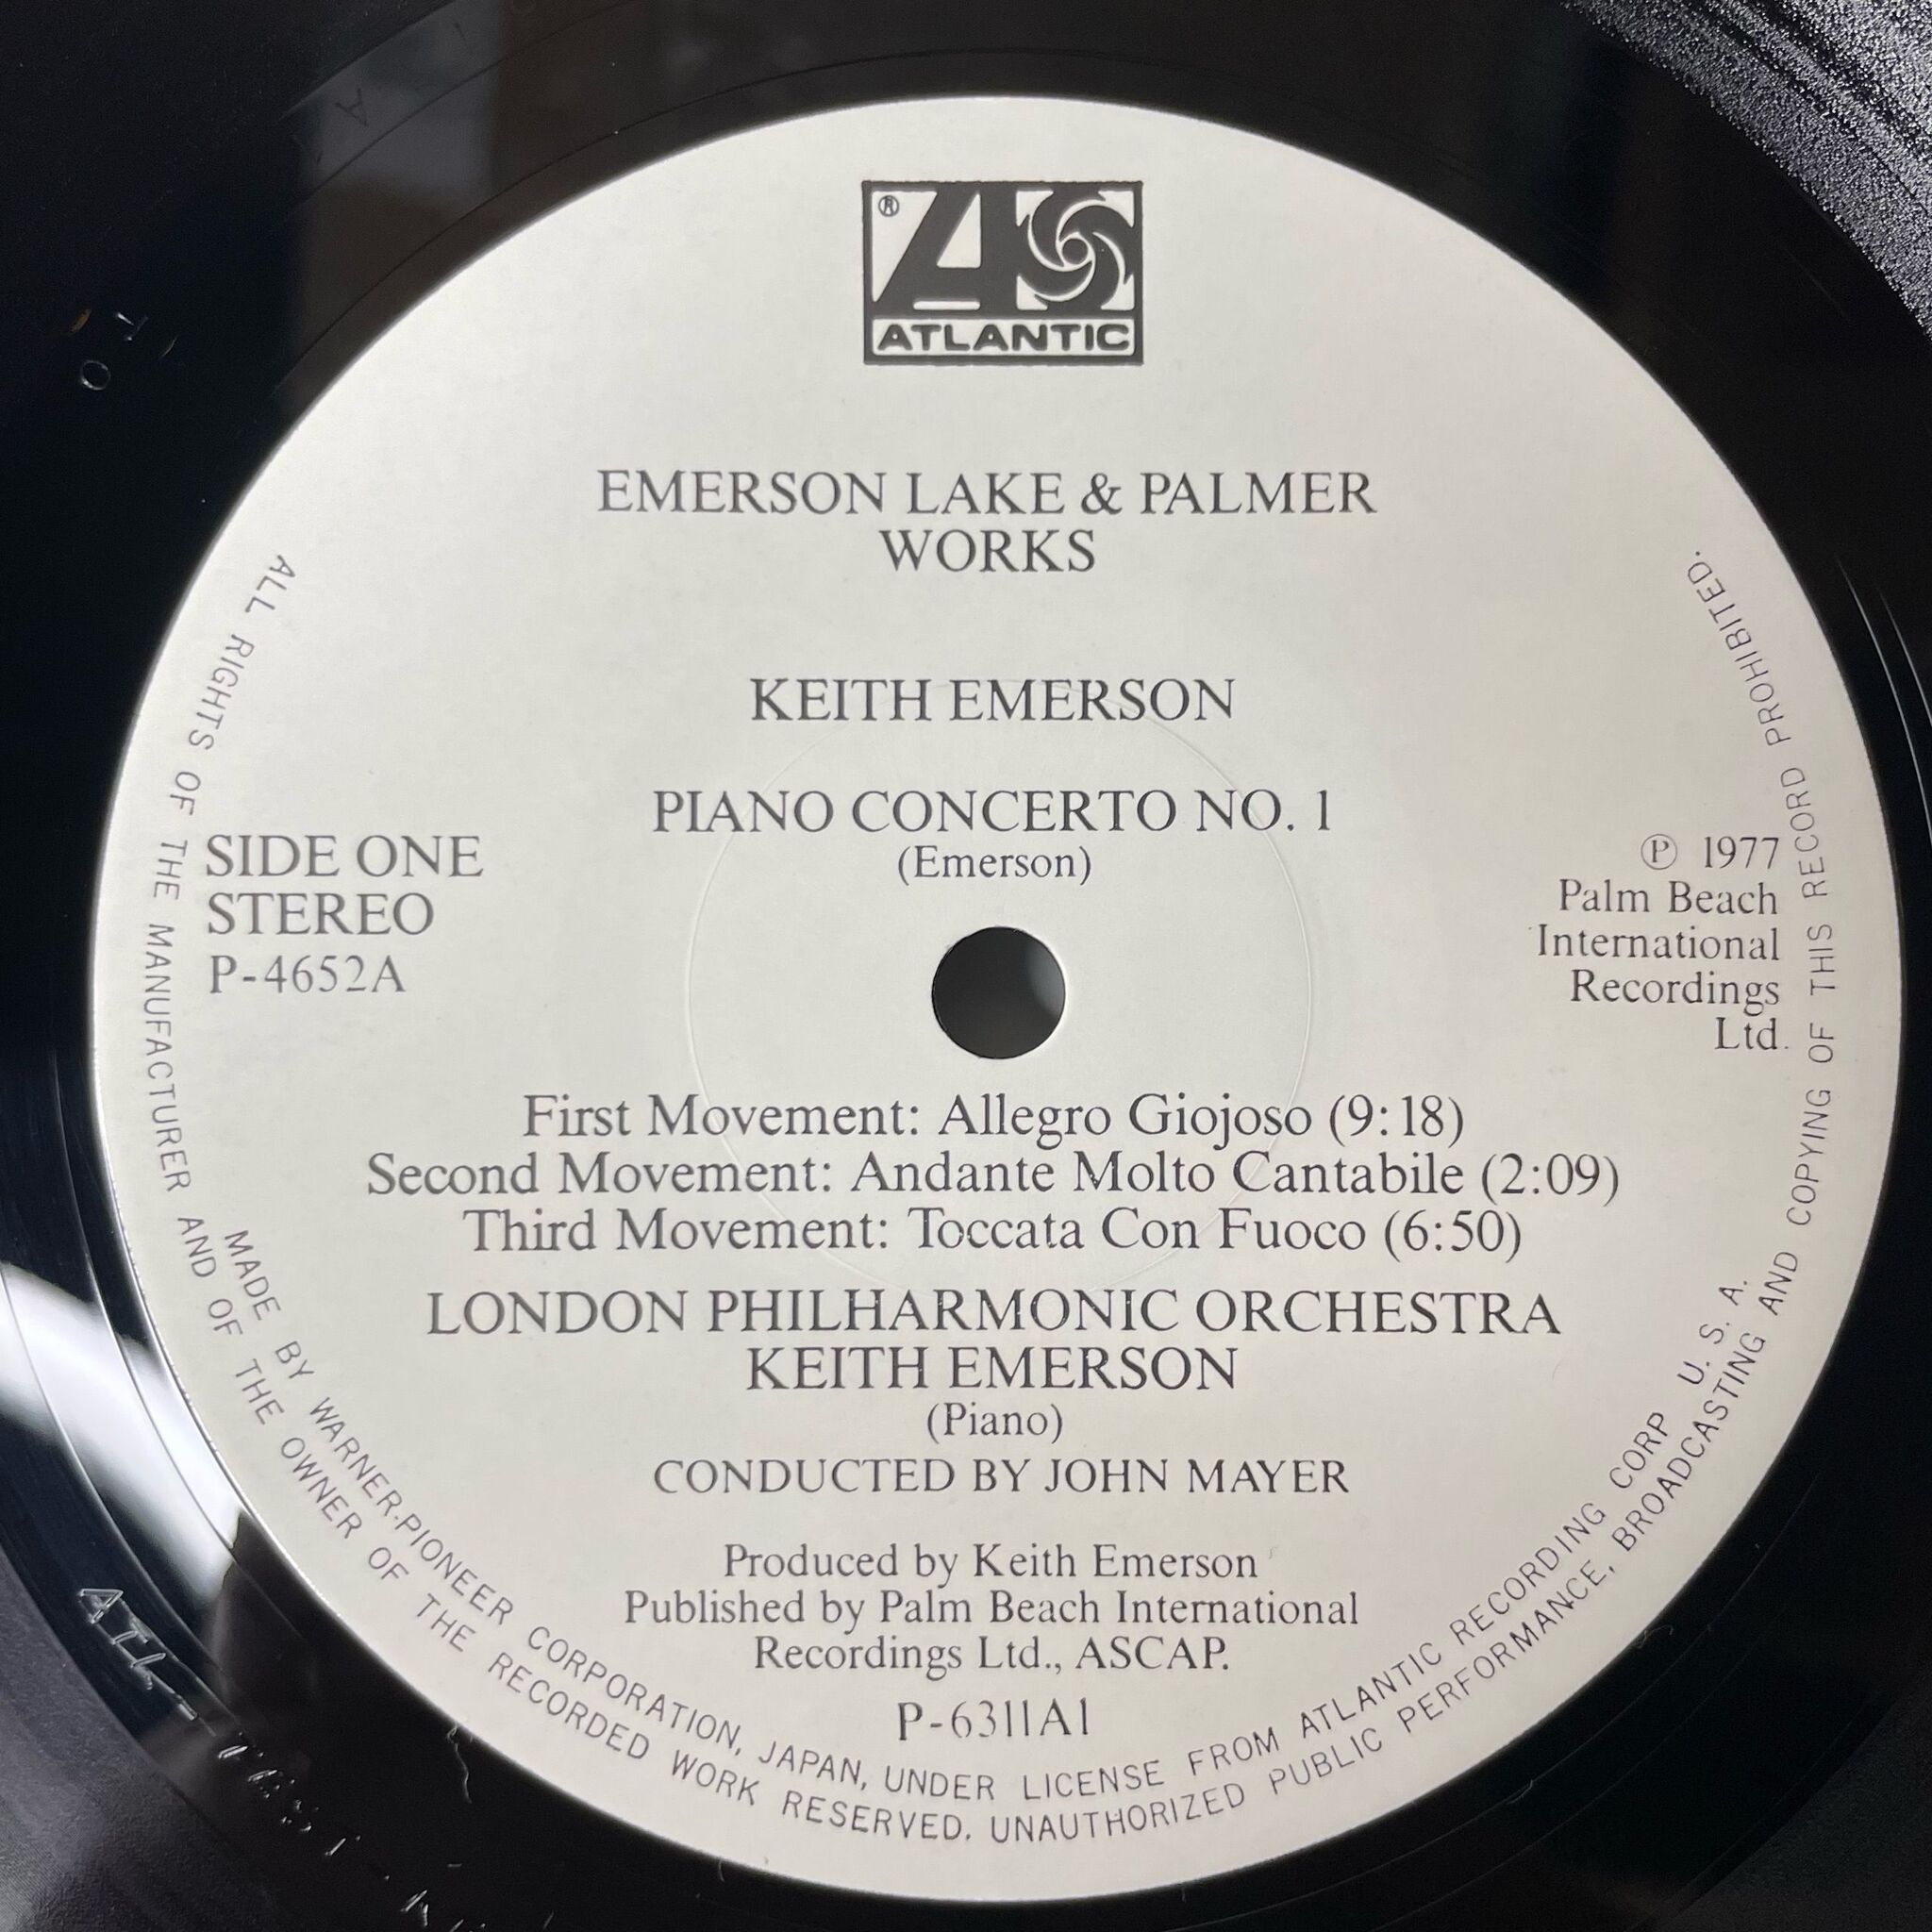 ®
ATLANTIC
EMERSON LAKE & PALMER
WORKS
KEITH EMERSON
PIANO CONCERTO NO. 1
(Emerson)
SIDE ONE
STEREO
P-4652A
Ⓟ 1977
Palm Beach
International
Recordings
Ltd.
First Movement: Allegro Giojoso (9:18)
Second Movement: Andante Molto Cantabile (2:09)
Third Movement: Toccata Con Fuoco (6:50)
LONDON PHILHARMONIC ORCHESTRA
KEITH EMERSON
(Piano)
CONDUCTED BY JOHN MAYER
Produced by Keith Emerson
Published by Palm Beach International
Recordings Ltd., ASCAP.
P-6311A1
MADE BY WARNER-PIONEER CORPORATION, JAPAN, UNDER LICENSE FROM ATLANTIC RECORDING CORP U. S. A.
ALL RIGHTS OF THE MANUFACTURER AND OF THE OWNER OF THE RECORDED WORK RESERVED. UNAUTHORIZED PUBLIC PERFORMANCE, BROADCASTING AND COPYING OF THIS RECORD PROHIBITED.